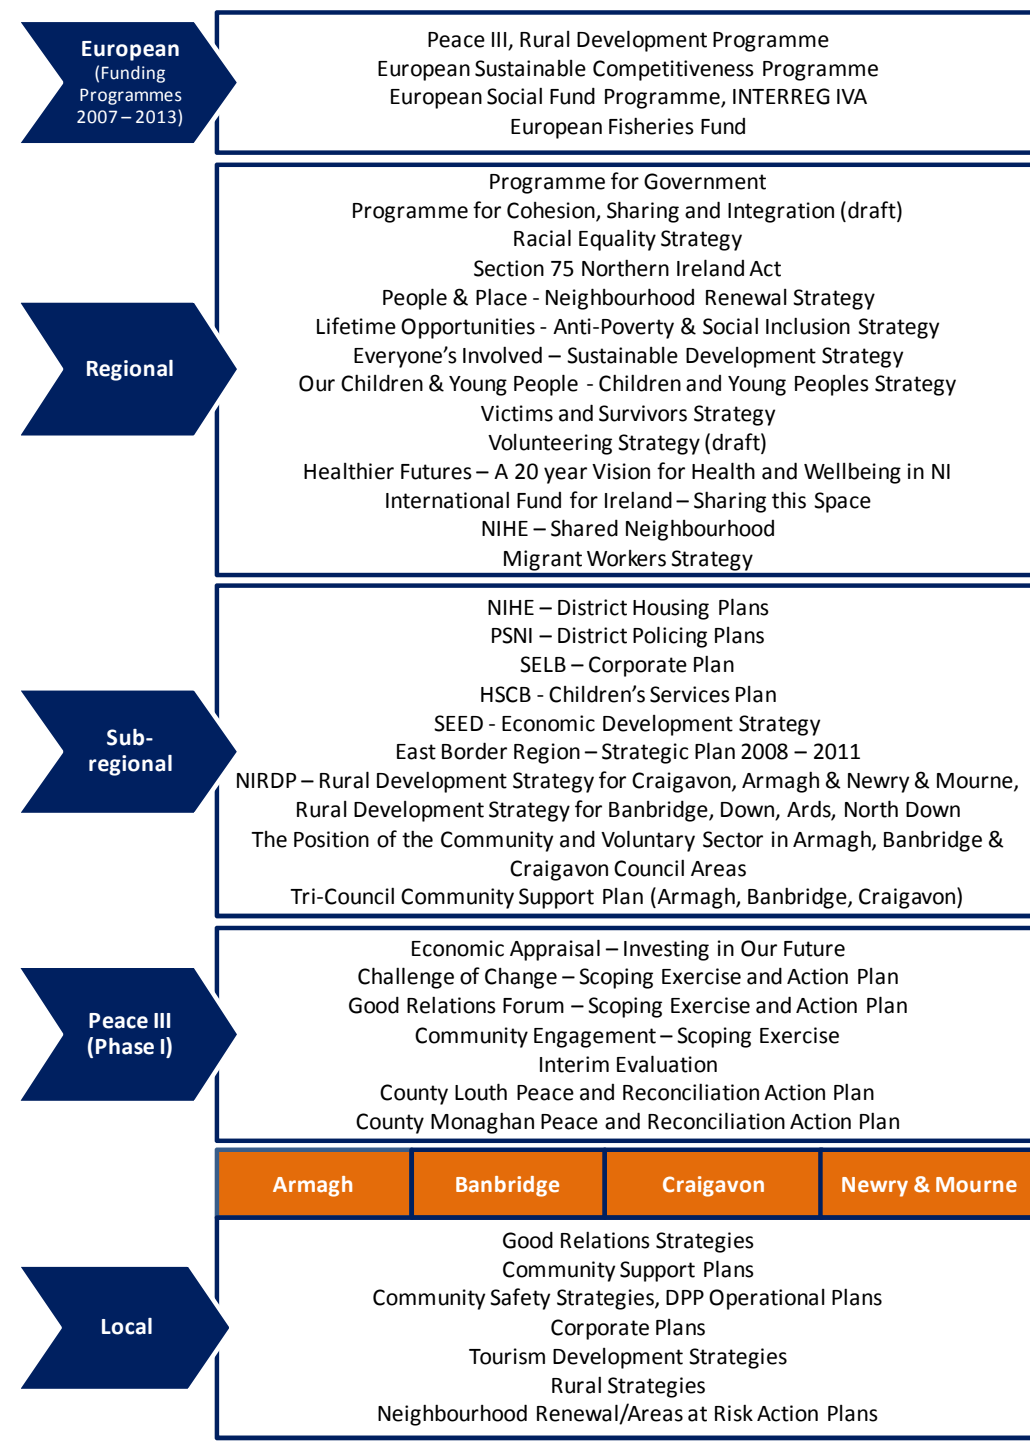 European
(Funding
Programmes
2007 – 2013)
Peace III, Rural Development Programme
European Sustainable Competitiveness Programme
European Social Fund Programme, INTERREG IVA
European Fisheries Fund
Regional
Programme for Government
Programme for Cohesion, Sharing and Integration (draft)
Racial Equality Strategy
Section 75 Northern Ireland Act
People & Place - Neighbourhood Renewal Strategy
Lifetime Opportunities - Anti-Poverty & Social Inclusion Strategy
Everyone’s Involved – Sustainable Development Strategy
Our Children & Young People - Children and Young Peoples Strategy
Victims and Survivors Strategy
Volunteering Strategy (draft)
Healthier Futures – A 20 year Vision for Health and Wellbeing in NI
International Fund for Ireland – Sharing this Space
NIHE – Shared Neighbourhood
Migrant Workers Strategy
Sub-
regional
NIHE – District Housing Plans
PSNI – District Policing Plans
SELB – Corporate Plan
HSCB - Children’s Services Plan
SEED - Economic Development Strategy
East Border Region – Strategic Plan 2008 – 2011
NIRDP – Rural Development Strategy for Craigavon, Armagh & Newry & Mourne,
Rural Development Strategy for Banbridge, Down, Ards, North Down
The Position of the Community and Voluntary Sector in Armagh, Banbridge &
Craigavon Council Areas
Tri-Council Community Support Plan (Armagh, Banbridge, Craigavon)
Peace III
(Phase I)
Economic Appraisal – Investing in Our Future
Challenge of Change – Scoping Exercise and Action Plan
Good Relations Forum – Scoping Exercise and Action Plan
Community Engagement – Scoping Exercise
Interim Evaluation
County Louth Peace and Reconciliation Action Plan
County Monaghan Peace and Reconciliation Action Plan
Armagh Banbridge Craigavon Newry & Mourne
Local
Good Relations Strategies
Community Support Plans
Community Safety Strategies, DPP Operational Plans
Corporate Plans
Tourism Development Strategies
Rural Strategies
Neighbourhood Renewal/Areas at Risk Action Plans